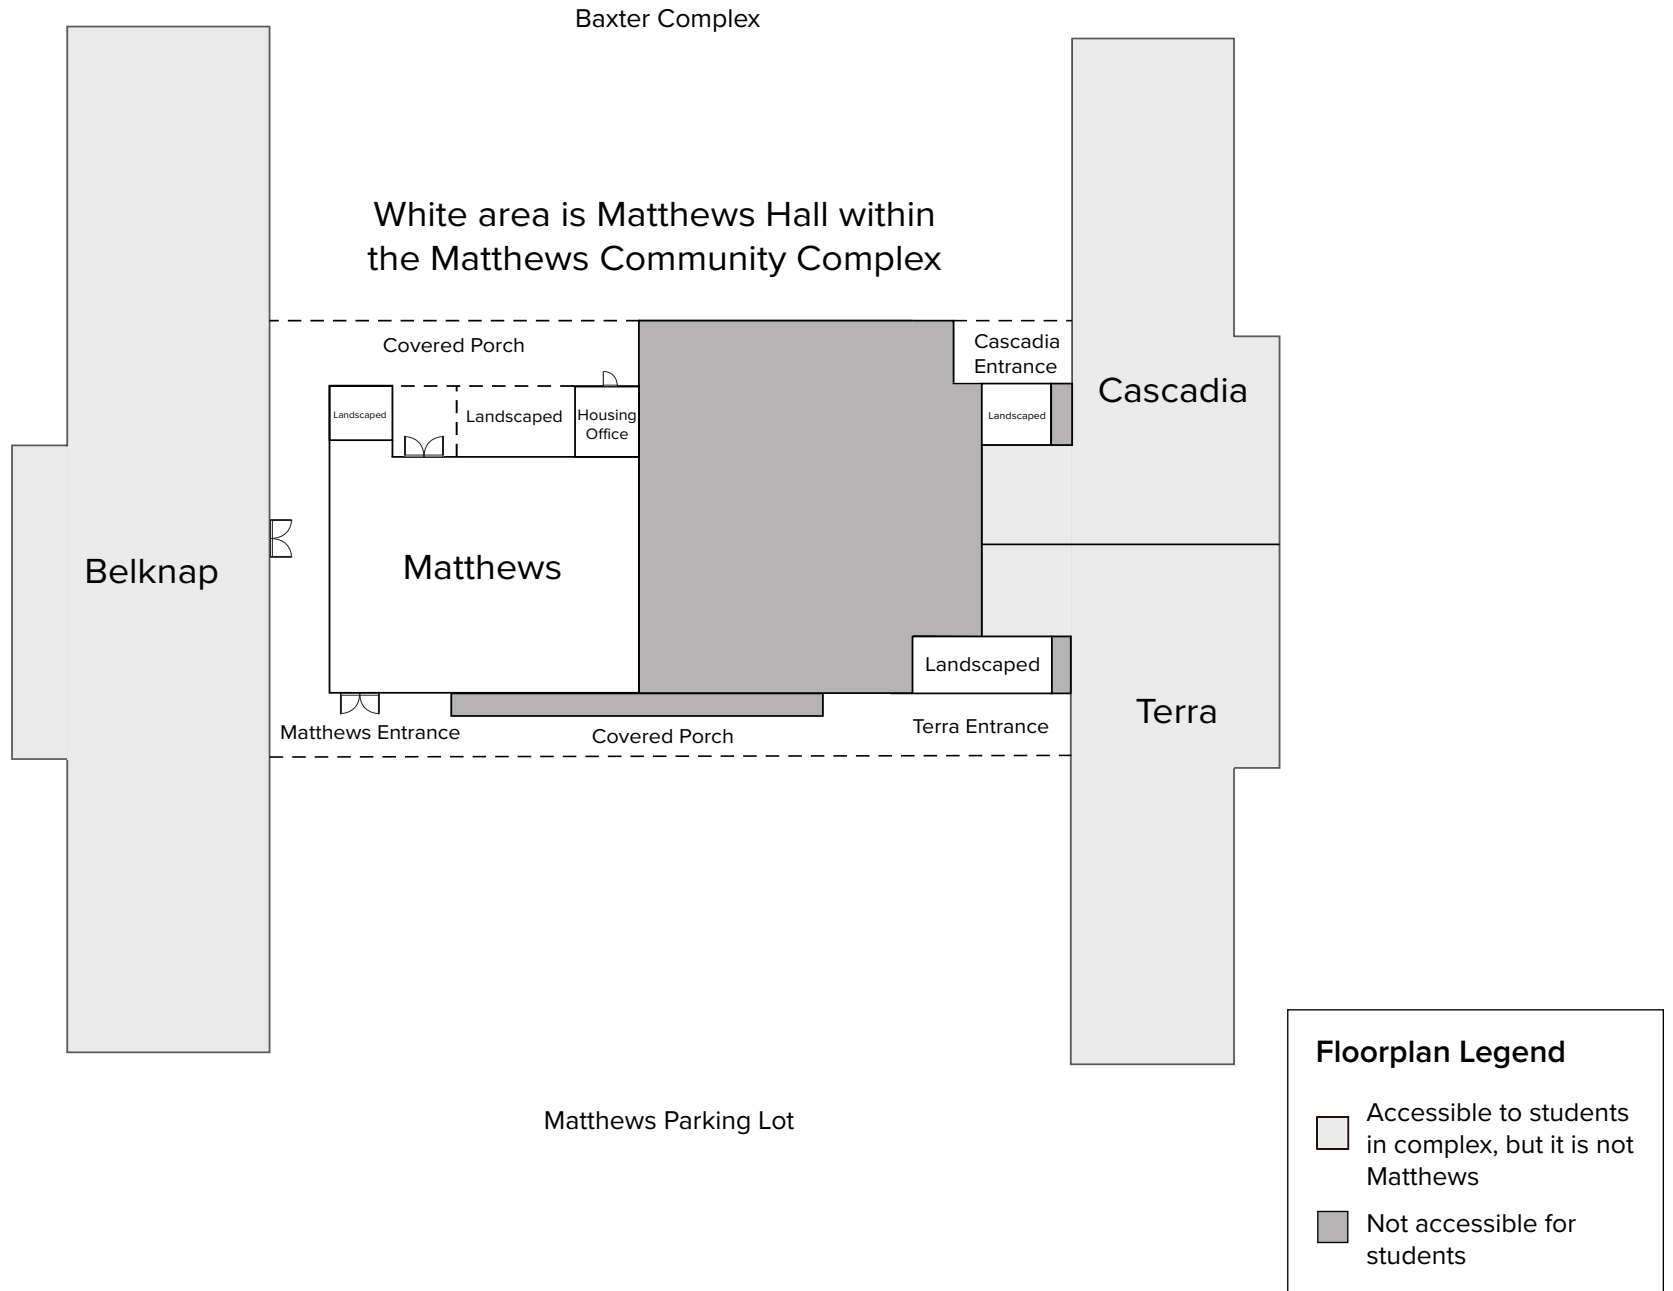 Baxter Complex
White area is Matthews Hall within
the Matthews Community Complex
Covered Porch
Cascadia
Entrance
Landscaped
Landscaped
Housing
Office
Landscaped
Cascadia
Belknap
Matthews
Landscaped
Terra
Matthews Entrance
Covered Porch
Terra Entrance
Matthews Parking Lot
Floorplan Legend
Accessible to students
in complex, but it is not
Matthews
Not accessible for
students